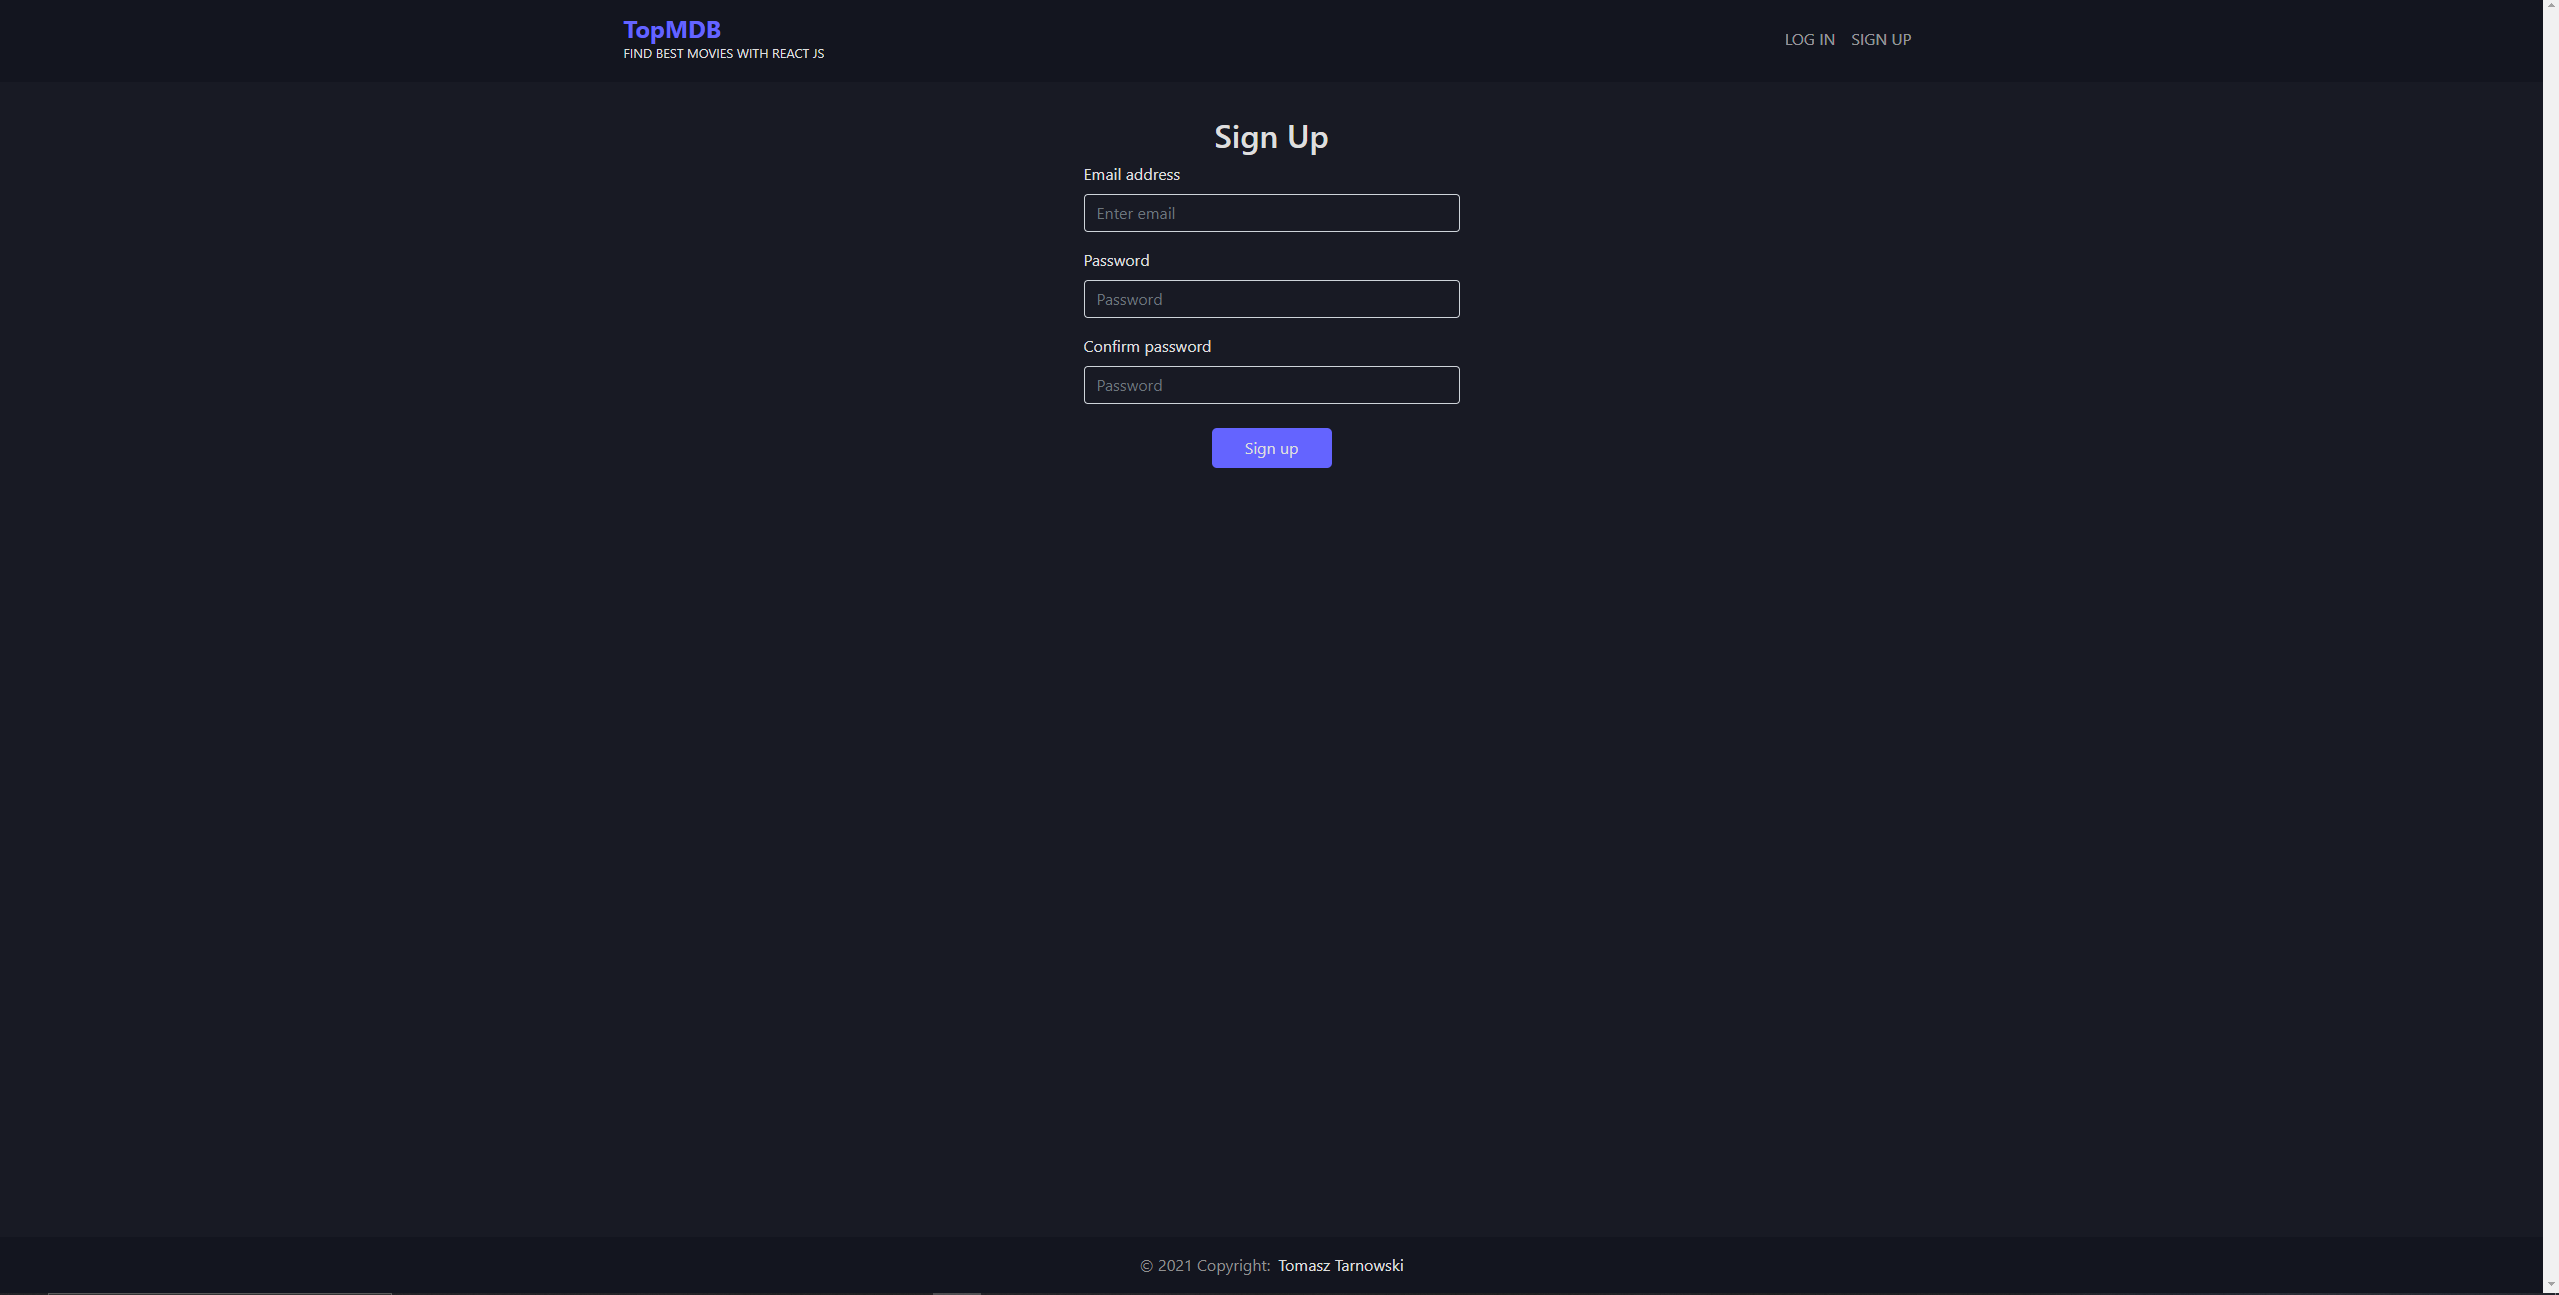 TopMDB
FIND BEST MOVIES WITH REACT JS
LOG IN SIGN UP
Sign Up
Email address
Enter email
Password
Password
Confirm password
Password
Sign up
© 2021 Copyright: Tomasz Tarnowski